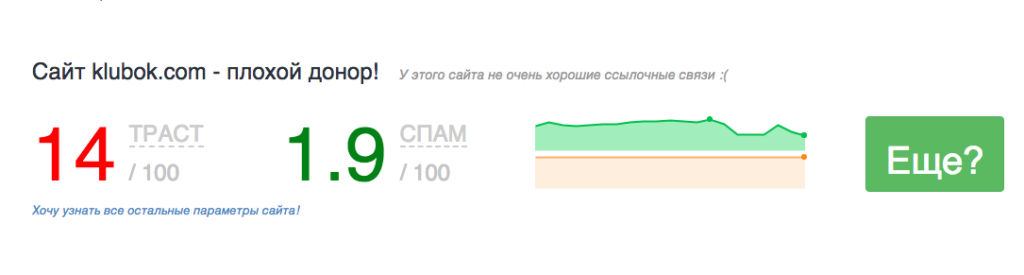 Сайт klubok.com - плохой донор! У этого сайта не очень хорошие ссылочные связи :(
14 ТРАСТ / 100
1.9 СПАМ / 100
Еще?
Хочу узнать все остальные параметры сайта!